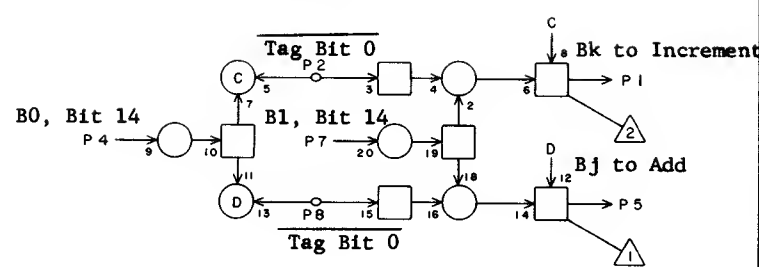 C
Tag Bit 0
8 Bk to Increment
P2
C 5 3 4 6 P1
7 2
B0, Bit 14 B1, Bit 14
P4 P7 2
9 10 20 19
D Bj to Add
11 18 12
D 13 P8 15 16 14 P5
Tag Bit 0
1